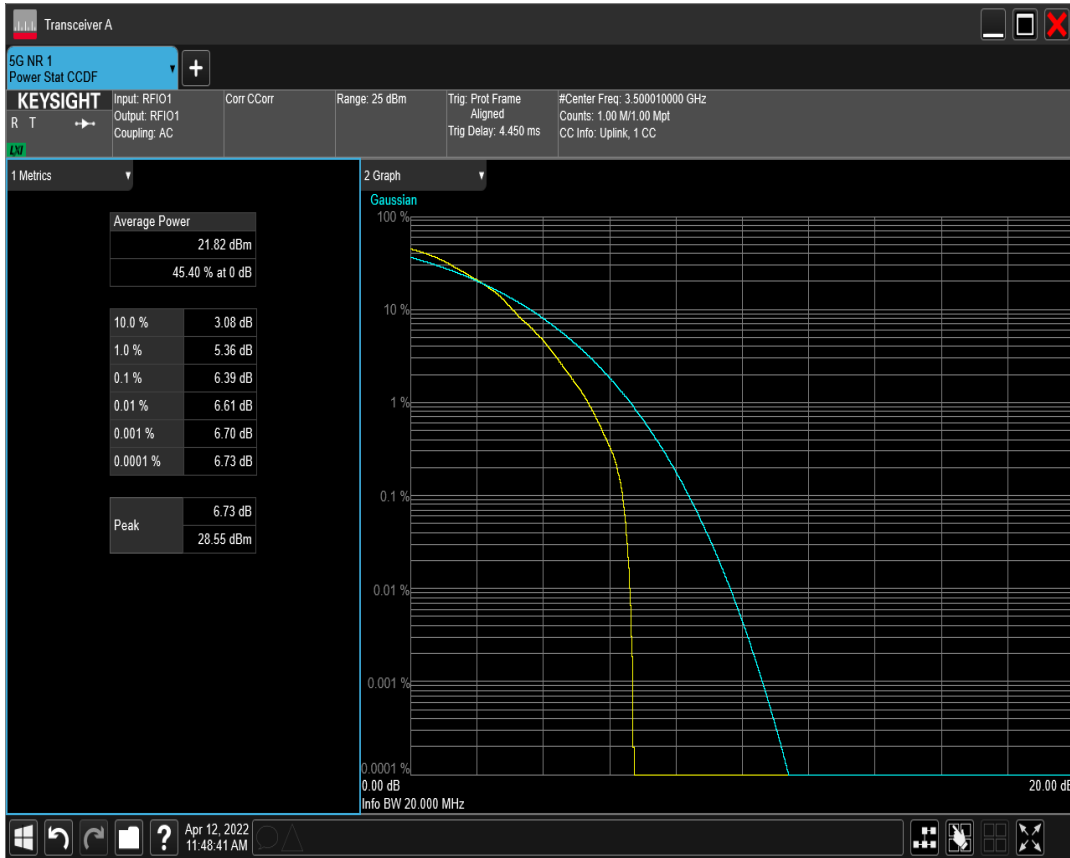 Transceiver A
5G NR 1
Power Stat CCDF
+
KEYSIGHT
R T
LXI
Input: RFIO1
Output: RFIO1
Coupling: AC
Corr CCorr
Range: 25 dBm
Trig: Prot Frame
Aligned
Trig Delay: 4.450 ms
#Center Freq: 3.500010000 GHz
Counts: 1.00 M/1.00 Mpt
CC Info: Uplink, 1 CC
1 Metrics
Average Power
21.82 dBm
45.40 % at 0 dB
10.0 % 3.08 dB
1.0 % 5.36 dB
0.1 % 6.39 dB
0.01 % 6.61 dB
0.001 % 6.70 dB
0.0001 % 6.73 dB
Peak
6.73 dB
28.55 dBm
2 Graph
Gaussian
100 %
10 %
1 %
0.1 %
0.01 %
0.001 %
0.0001 %
0.00 dB 20.00 dB
Info BW 20.000 MHz
?
Apr 12, 2022
11:48:41 AM